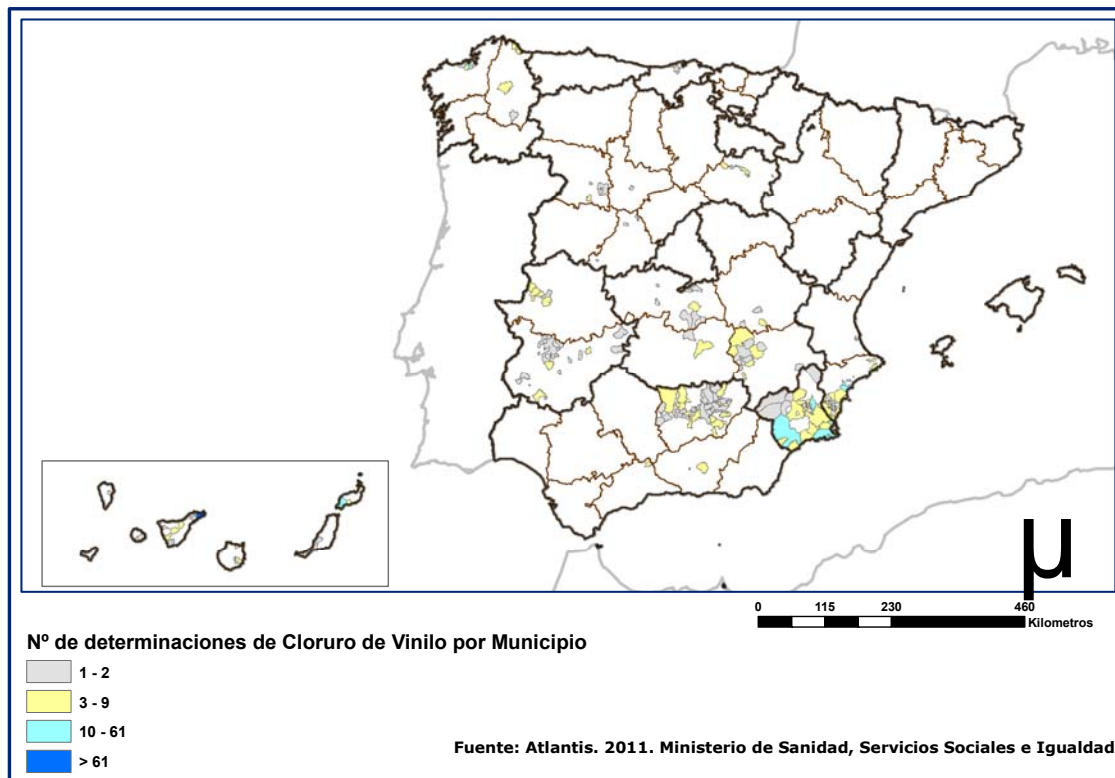 µ
0 115 230 460
Kilometros
Nº de determinaciones de Cloruro de Vinilo por Municipio
1 - 2
3 - 9
10 - 61
> 61
Fuente: Atlantis. 2011. Ministerio de Sanidad, Servicios Sociales e Igualdad